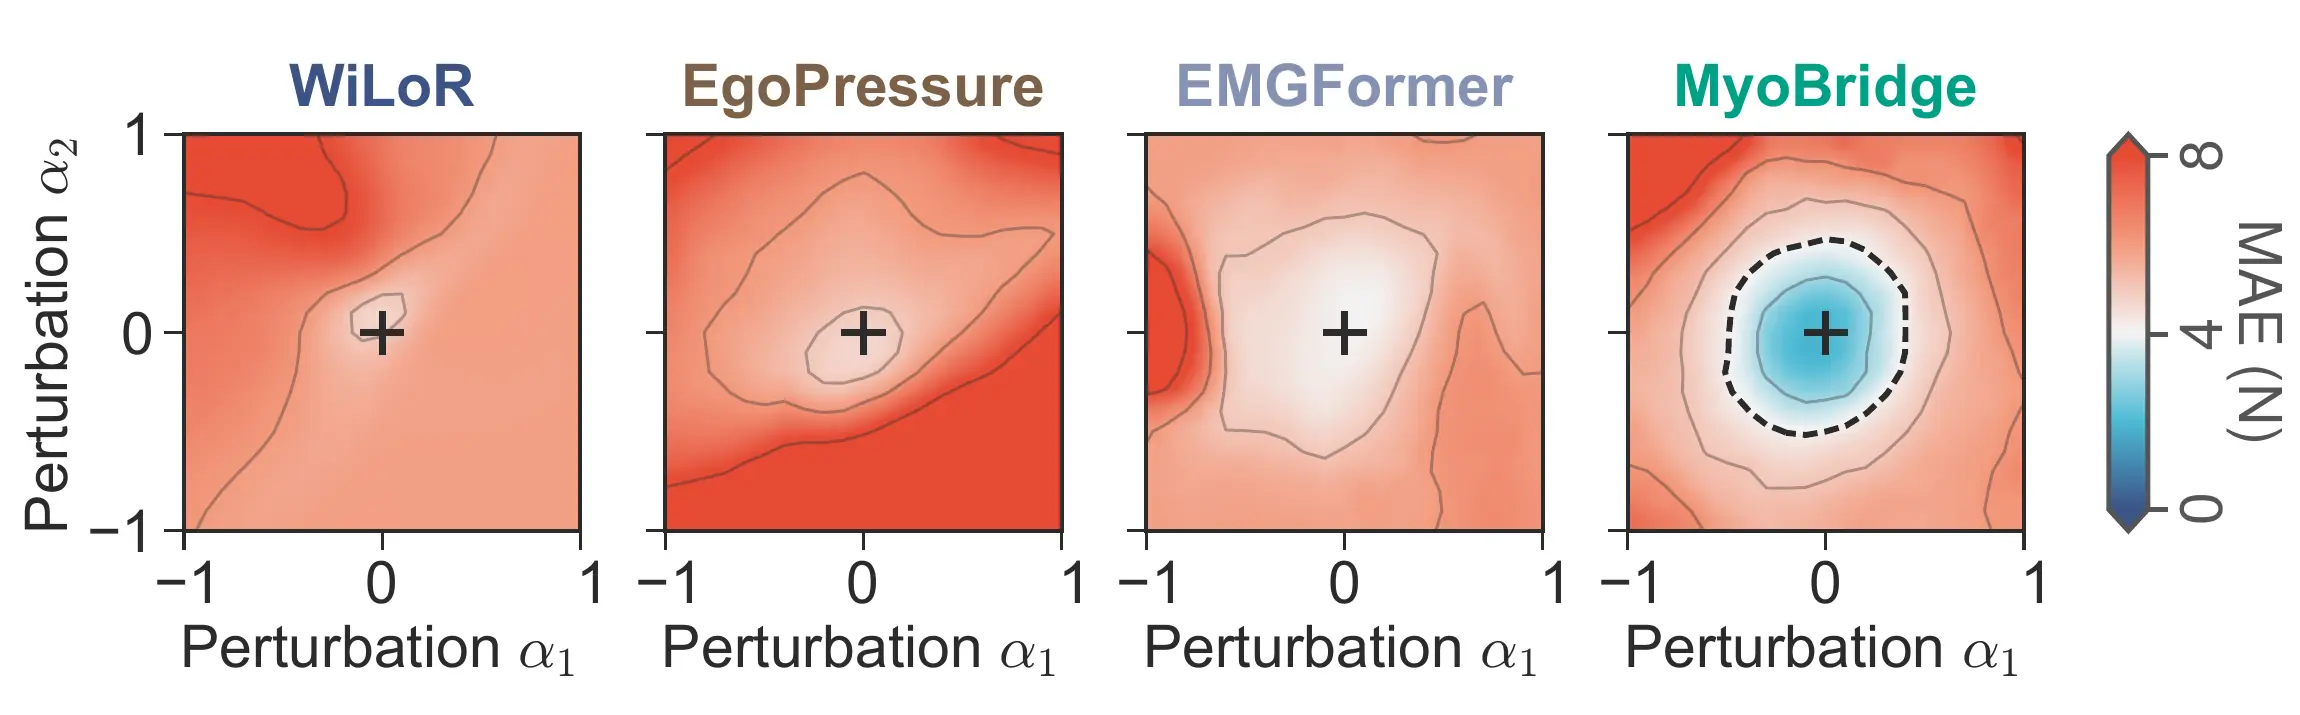 WiLoR EgoPressure EMGFormer MyoBridge
Perturbation α₂
1
0
−1
−1 0 1 −1 0 1 −1 0 1 −1 0 1
Perturbation α₁ Perturbation α₁ Perturbation α₁ Perturbation α₁
8
4
0
MAE (N)